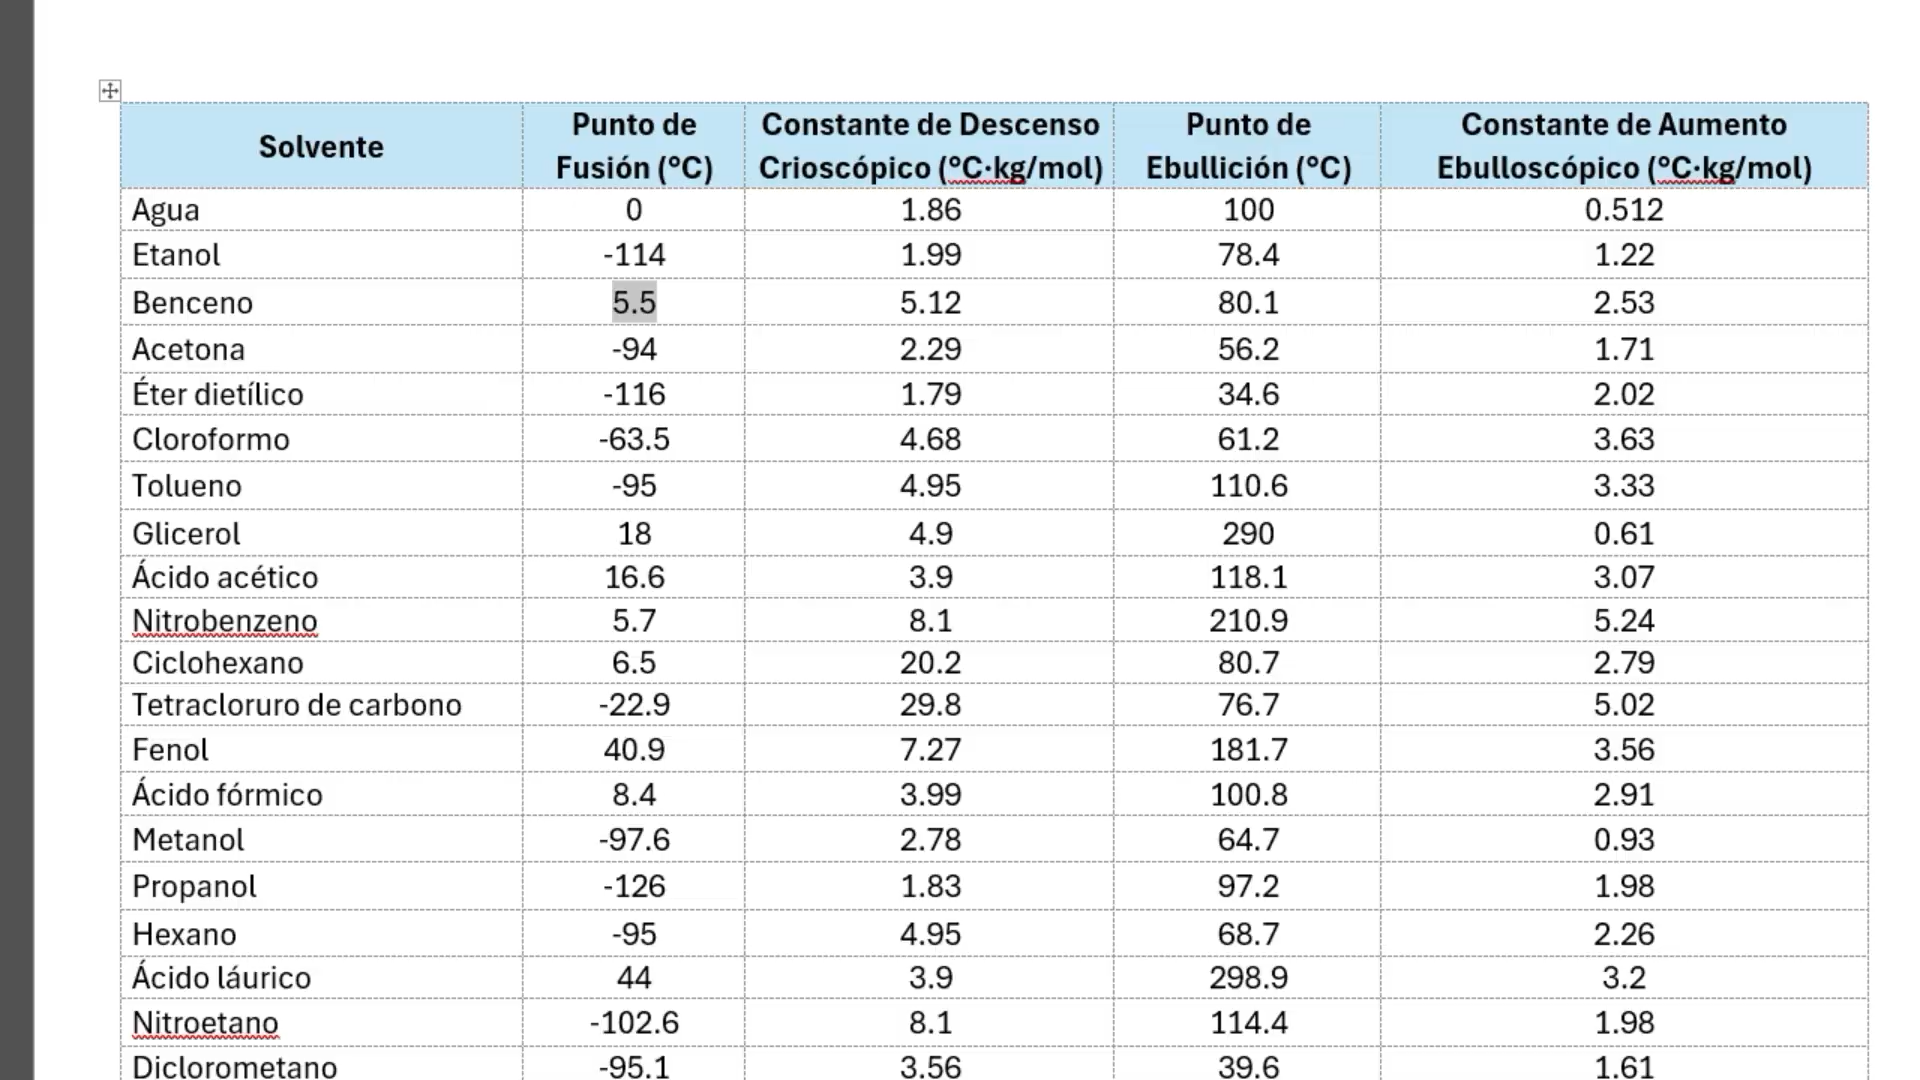 Solvente Punto de Fusión (°C) Constante de Descenso Crioscópico (°C·kg/mol) Punto de Ebullición (°C) Constante de Aumento Ebulloscópico (°C·kg/mol)
Agua 0 1.86 100 0.512
Etanol -114 1.99 78.4 1.22
Benceno 5.5 5.12 80.1 2.53
Acetona -94 2.29 56.2 1.71
Éter dietílico -116 1.79 34.6 2.02
Cloroformo -63.5 4.68 61.2 3.63
Tolueno -95 4.95 110.6 3.33
Glicerol 18 4.9 290 0.61
Ácido acético 16.6 3.9 118.1 3.07
Nitrobenzeno 5.7 8.1 210.9 5.24
Ciclohexano 6.5 20.2 80.7 2.79
Tetracloruro de carbono -22.9 29.8 76.7 5.02
Fenol 40.9 7.27 181.7 3.56
Ácido fórmico 8.4 3.99 100.8 2.91
Metanol -97.6 2.78 64.7 0.93
Propanol -126 1.83 97.2 1.98
Hexano -95 4.95 68.7 2.26
Ácido láurico 44 3.9 298.9 3.2
Nitroetano -102.6 8.1 114.4 1.98
Diclorometano -95.1 3.56 39.6 1.61